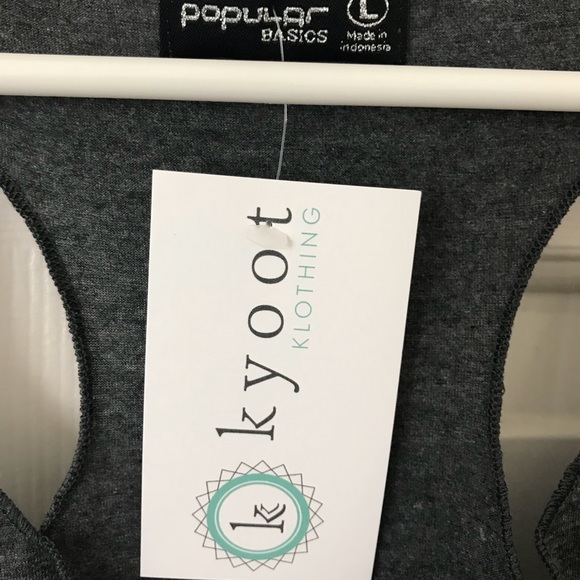 popular
BASICS
L
Made in
indonesia
kyoot
KLOTHING
kk